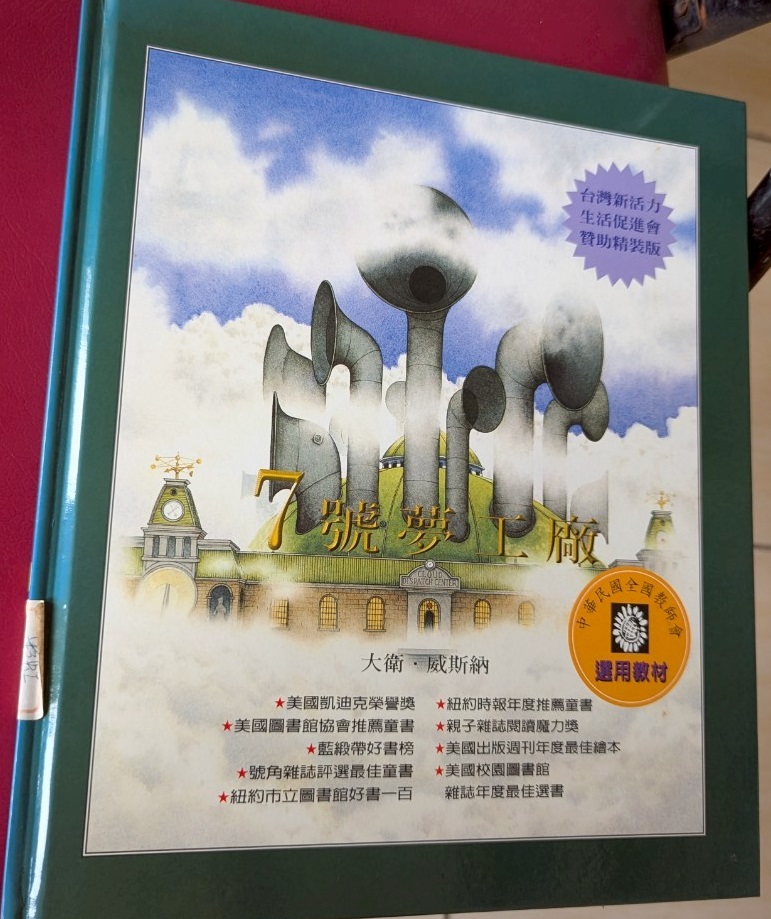 台灣新活力
生活促進會
贊助精裝版
7號夢工廠
中華民國全國教師會
選用教材
大衛·威斯納
★美國凱迪克榮譽獎
★美國圖書館協會推薦童書
★藍緞帶好書榜
★號角雜誌評選最佳童書
★紐約市立圖書館好書一百
★紐約時報年度推薦童書
★親子雜誌閱讀魔力獎
★美國出版週刊年度最佳繪本
★美國校園圖書館
雜誌年度最佳選書